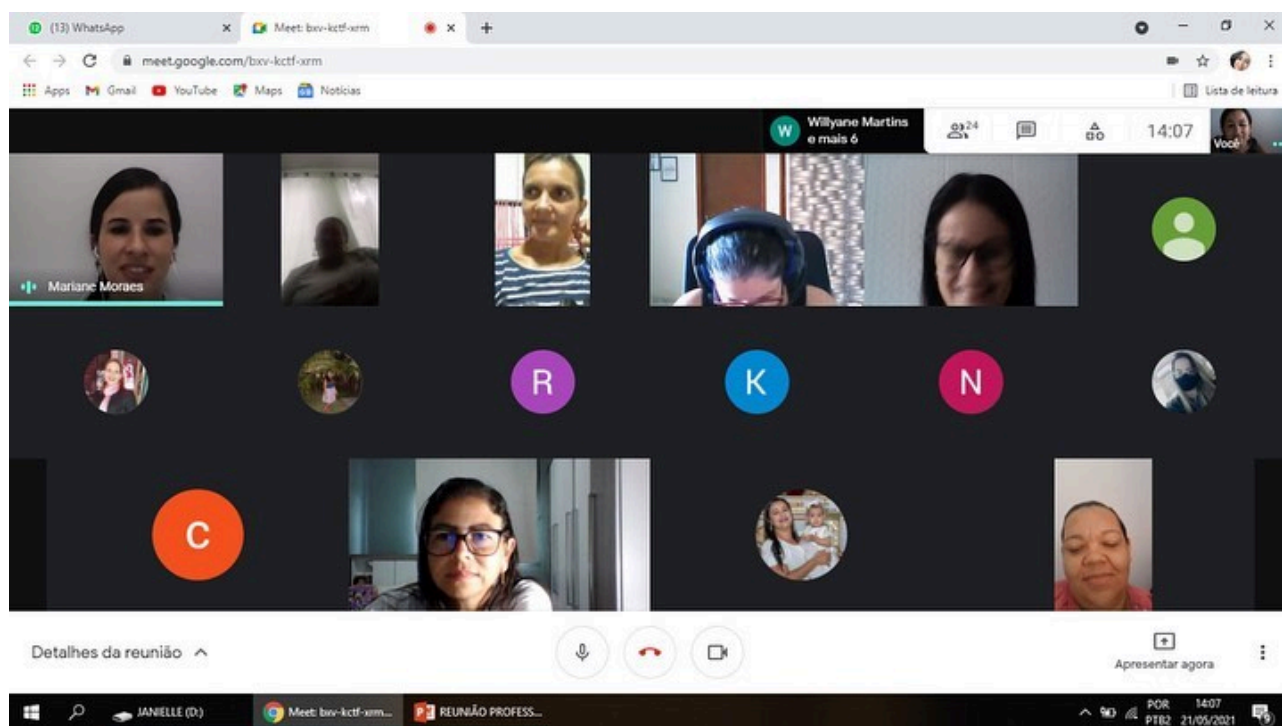 (13) WhatsApp
Meet: bxv-kctf-xrm
meet.google.com/bxv-kctf-xrm
Apps Gmail YouTube Maps Notícias
Lista de leitura
W
Willyane Martins
e mais 6
24
14:07
Você
Mariane Moraes
R
K
N
C
Detalhes da reunião
Apresentar agora
JANIELLE (D:)
Meet: bxv-kctf-xrm...
REUNIÃO PROFESS...
POR
PTB2
14:07
21/05/2021